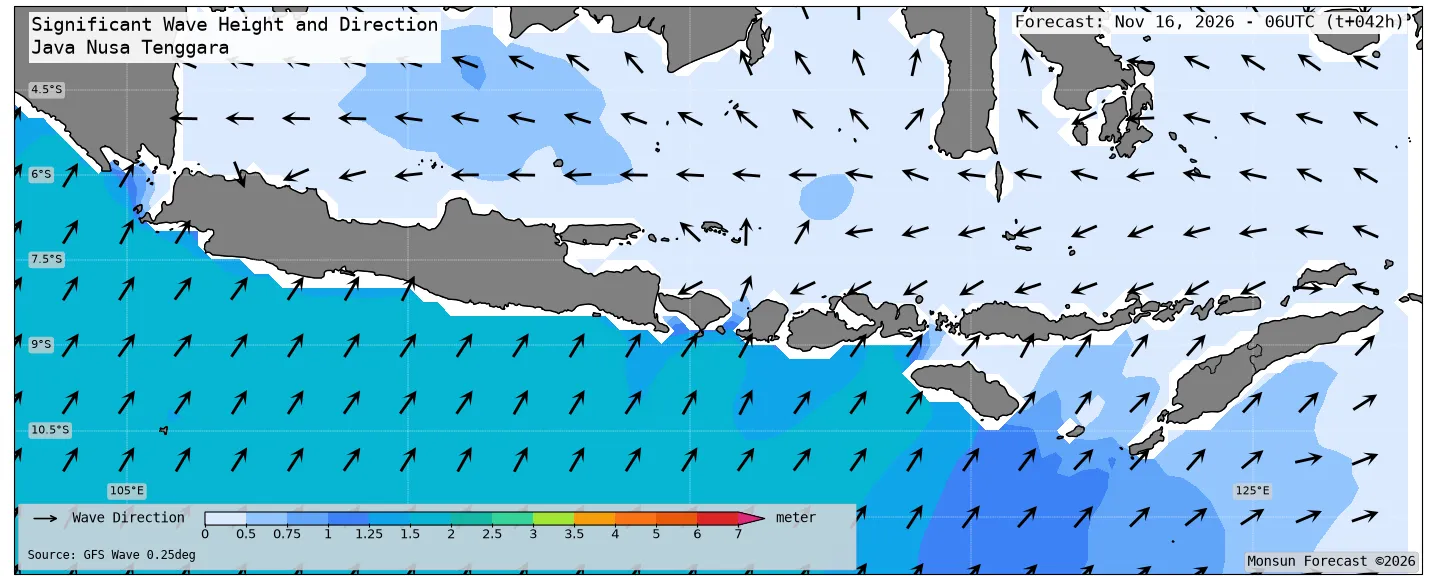 Significant Wave Height and Direction
Java Nusa Tenggara
Forecast: Nov 16, 2026 - 06UTC (t+042h)
4.5°S
6°S
7.5°S
9°S
10.5°S
105°E
125°E
Wave Direction
0 0.5 0.75 1 1.25 1.5 2 2.5 3 3.5 4 5 6 7 meter
Source: GFS Wave 0.25deg
Monsun Forecast ©2026